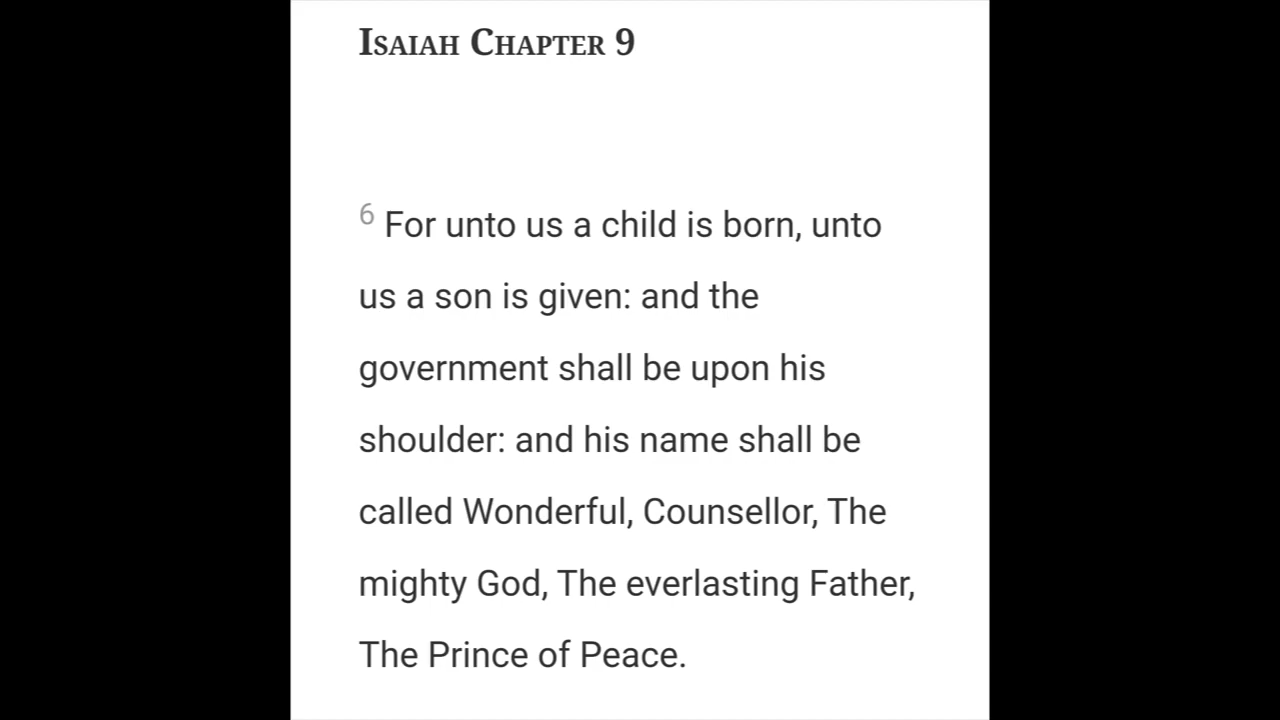 Isaiah Chapter 9
6 For unto us a child is born, unto
us a son is given: and the
government shall be upon his
shoulder: and his name shall be
called Wonderful, Counsellor, The
mighty God, The everlasting Father,
The Prince of Peace.